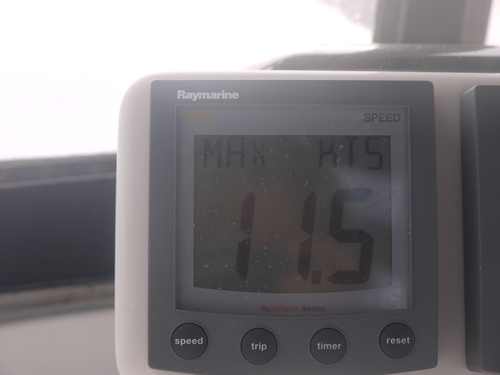 Raymarine
SPEED
MAX KTS
11.5
speed trip timer reset